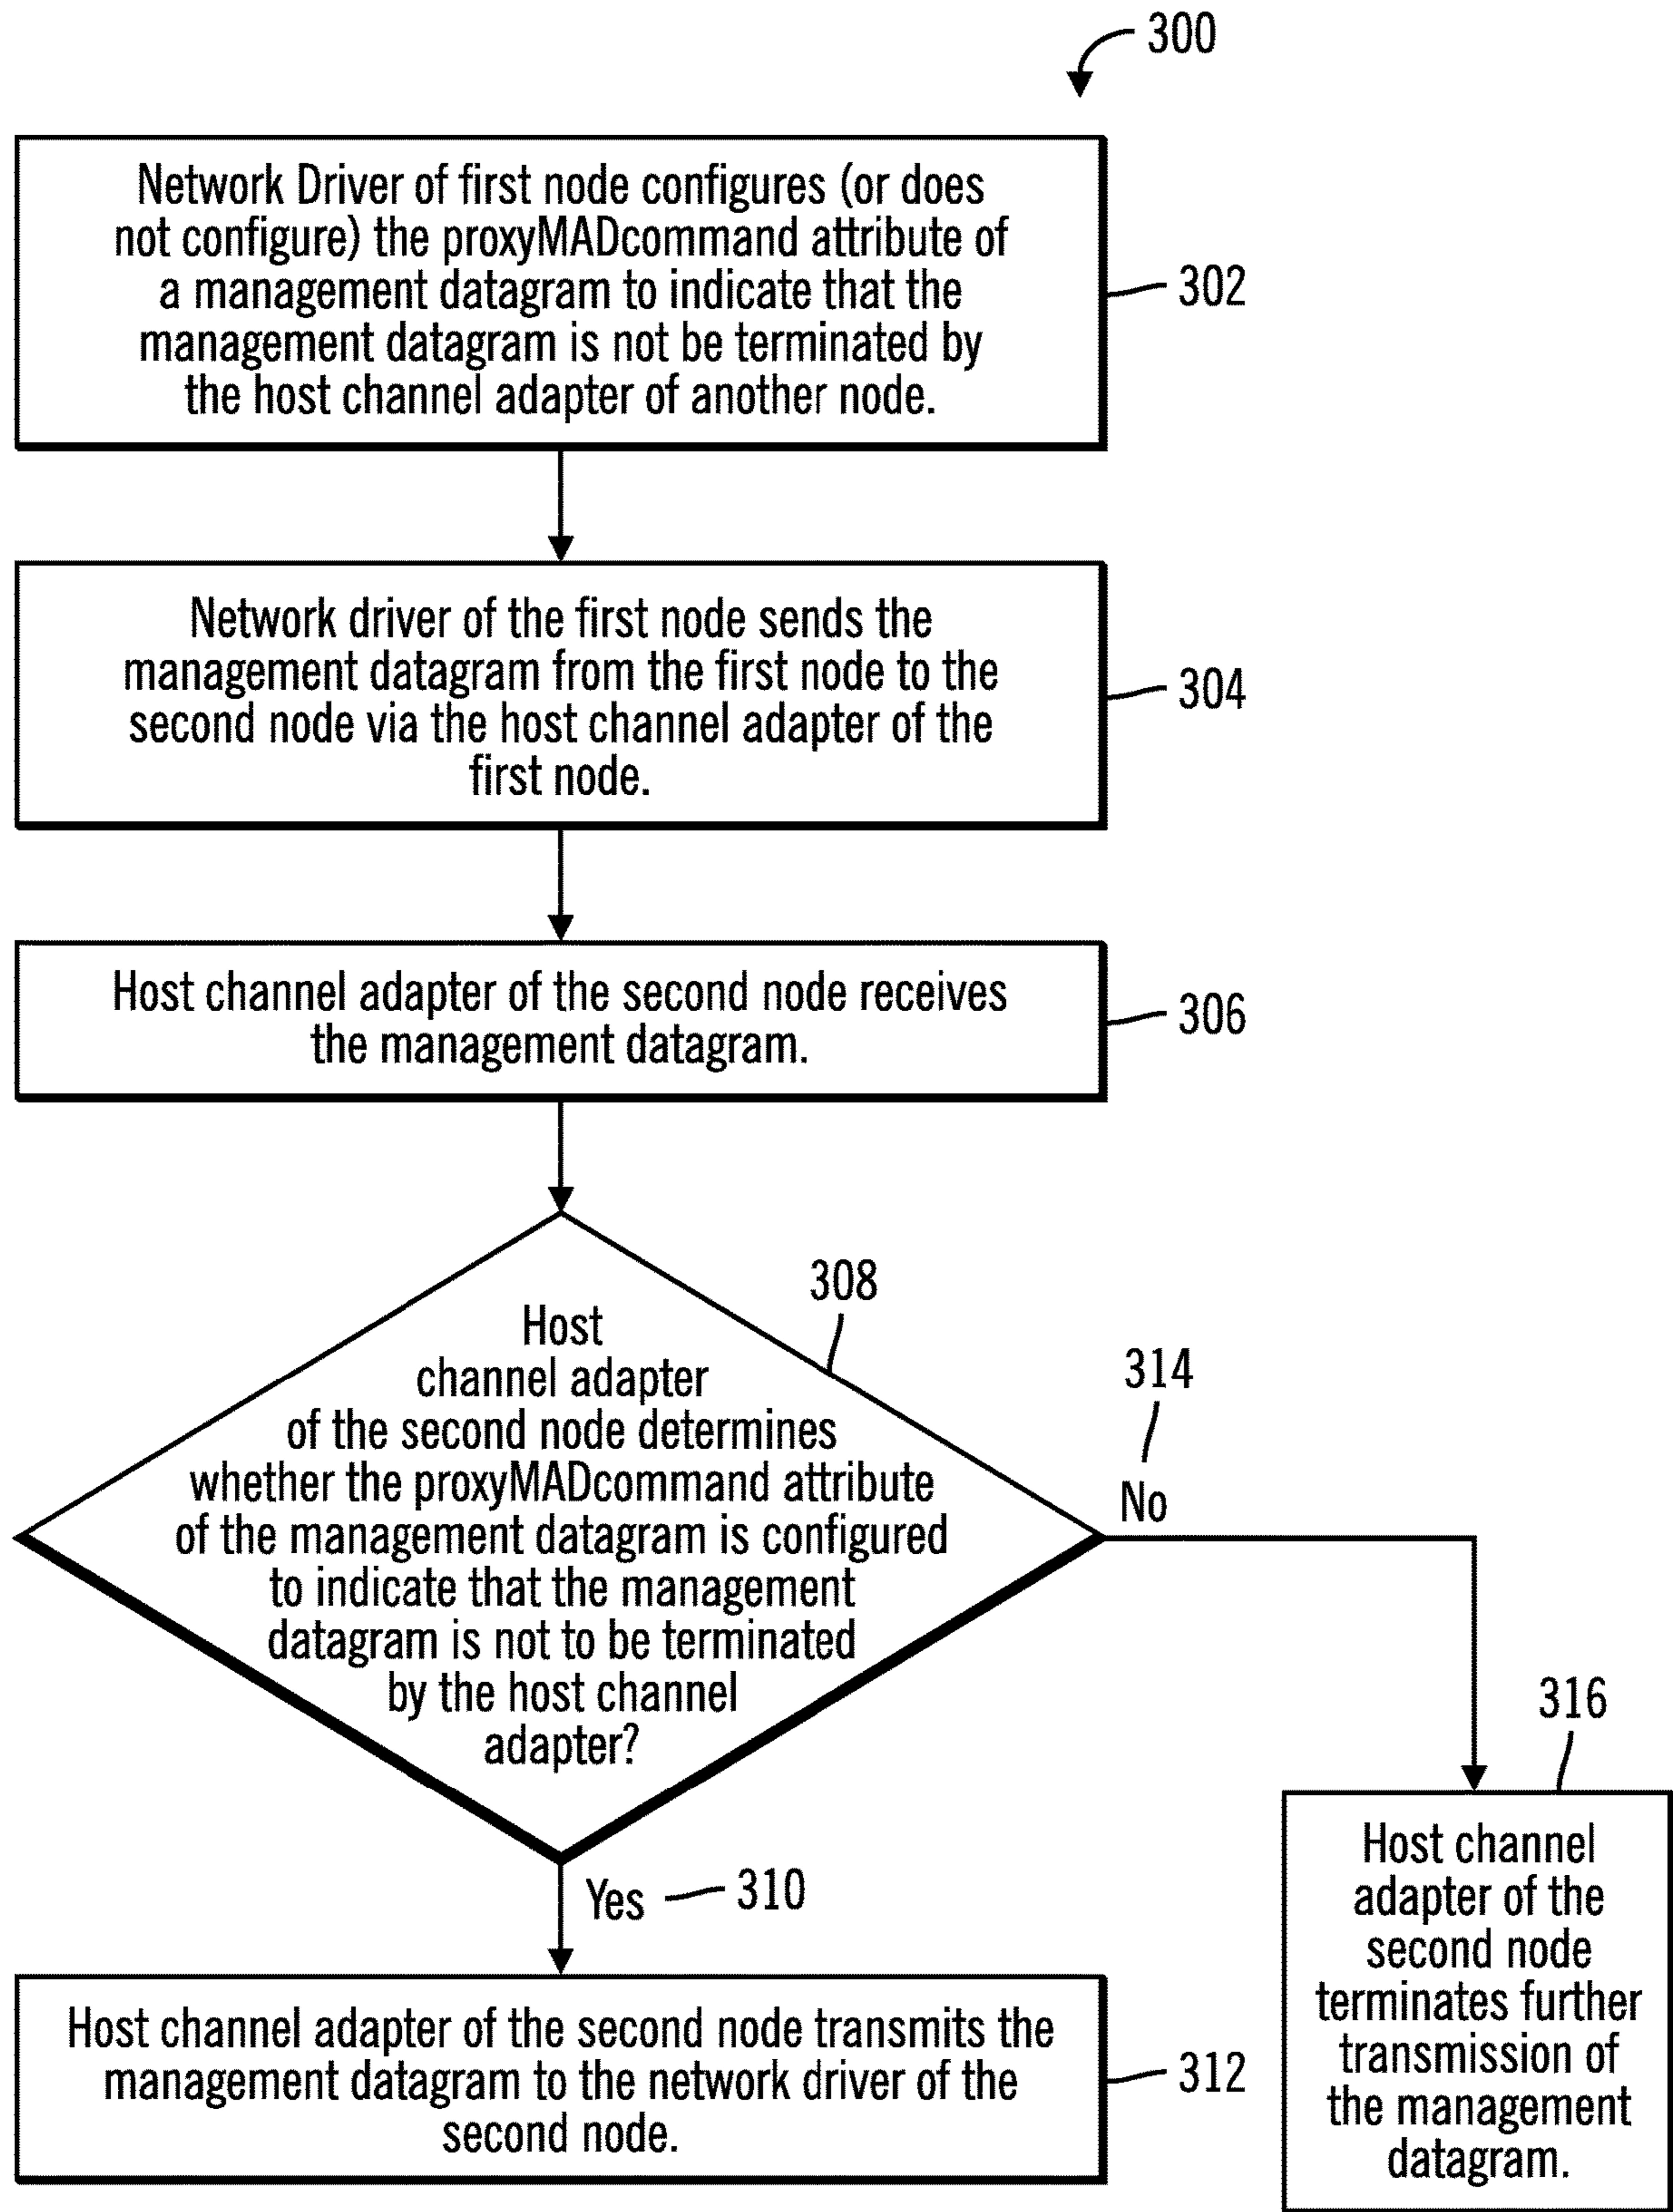 300
Network Driver of first node configures (or does
not configure) the proxyMADcommand attribute of
a management datagram to indicate that the
management datagram is not be terminated by
the host channel adapter of another node.
302
Network driver of the first node sends the
management datagram from the first node to the
second node via the host channel adapter of the
first node.
304
Host channel adapter of the second node receives
the management datagram.
306
308
Host
channel adapter
of the second node determines
whether the proxyMADcommand attribute
of the management datagram is configured
to indicate that the management
datagram is not to be terminated
by the host channel
adapter?
314
No
Yes
310
316
Host channel
adapter of the
second node
terminates further
transmission of
the management
datagram.
Host channel adapter of the second node transmits the
management datagram to the network driver of the
second node.
312